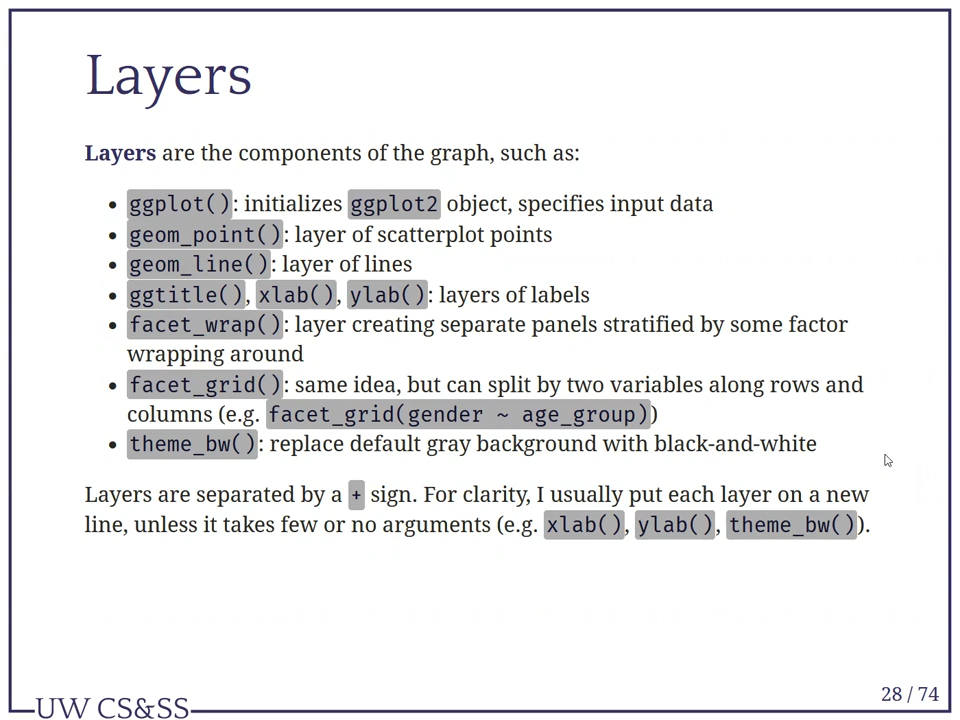 Layers
Layers are the components of the graph, such as:
• ggplot(): initializes ggplot2 object, specifies input data
• geom_point(): layer of scatterplot points
• geom_line(): layer of lines
• ggtitle(), xlab(), ylab(): layers of labels
• facet_wrap(): layer creating separate panels stratified by some factor
wrapping around
• facet_grid(): same idea, but can split by two variables along rows and
columns (e.g. facet_grid(gender ~ age_group))
• theme_bw(): replace default gray background with black-and-white
Layers are separated by a + sign. For clarity, I usually put each layer on a new
line, unless it takes few or no arguments (e.g. xlab(), ylab(), theme_bw()).
28 / 74
UW CS&SS